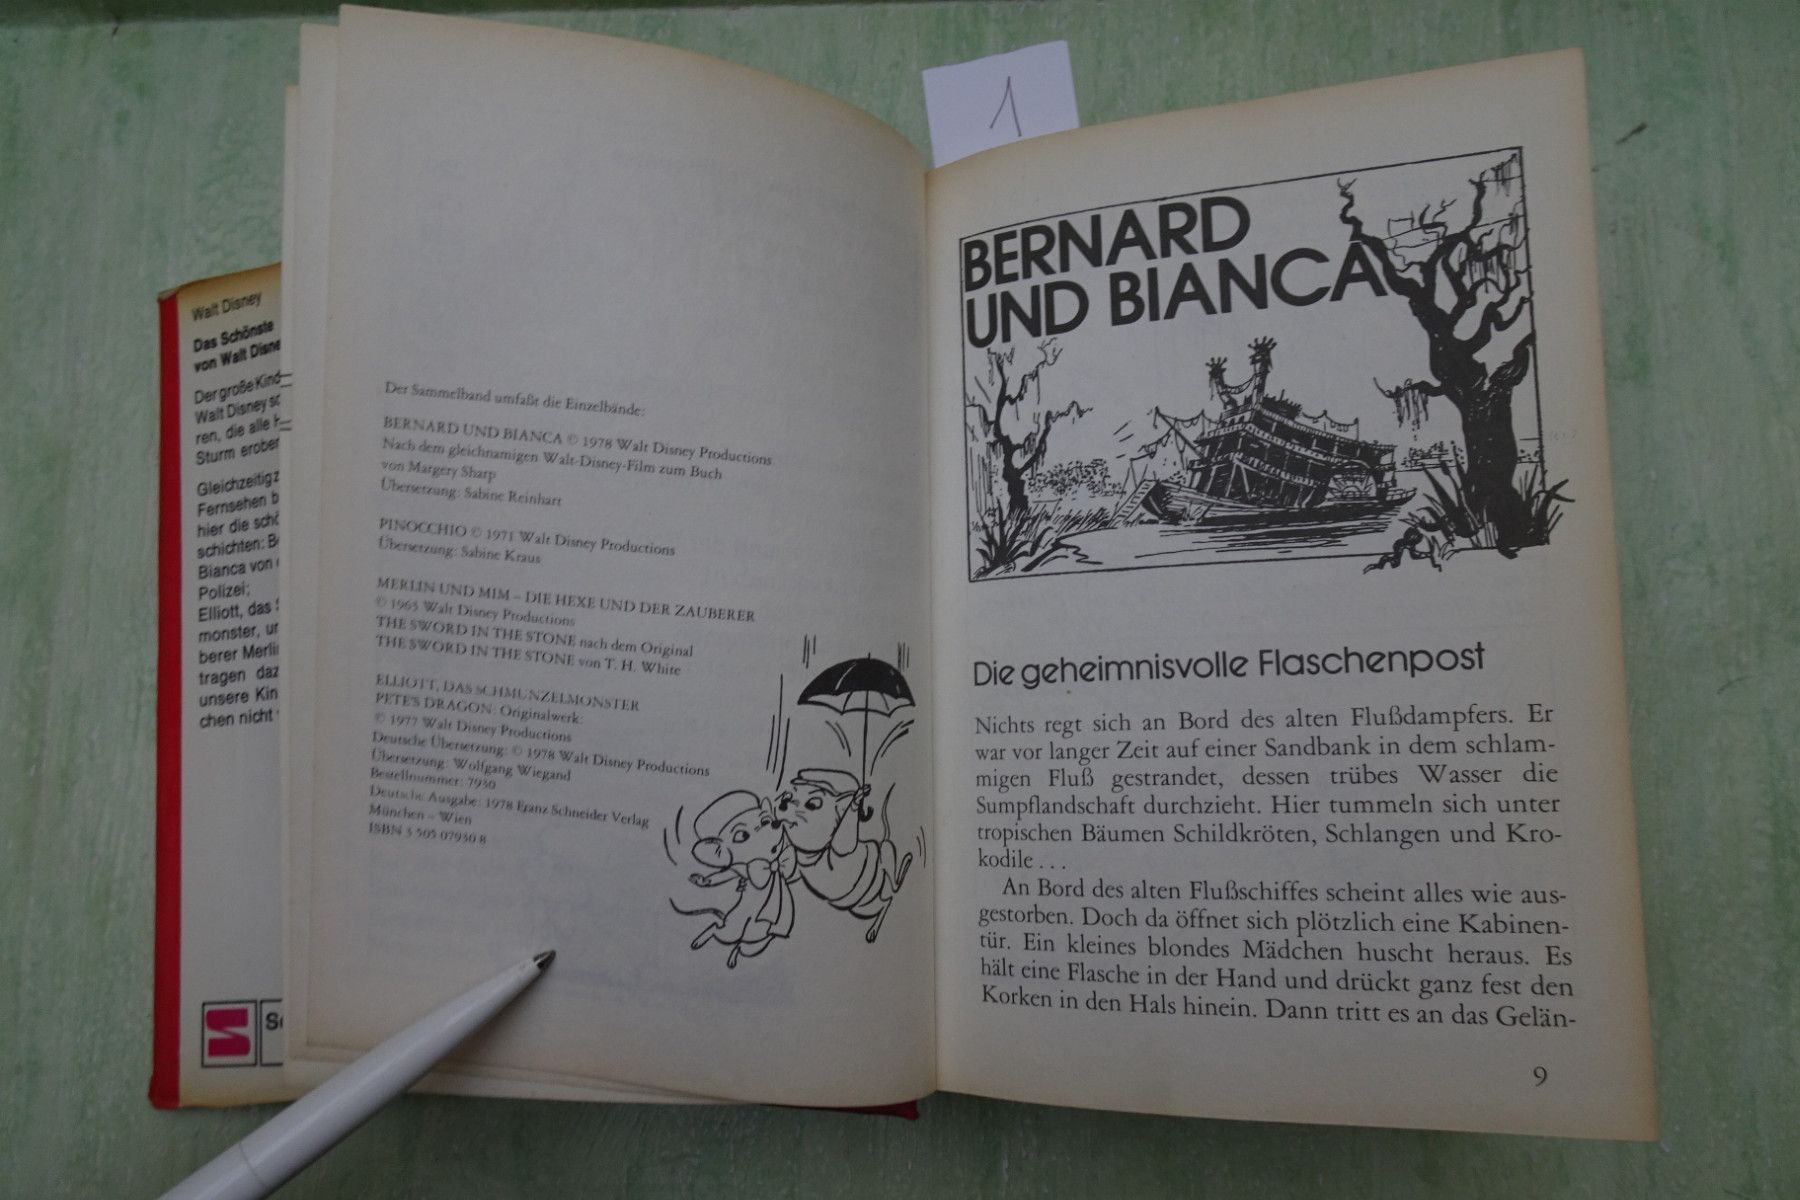 Walt Disney
Das Schönste
von Walt Disne
Der große Kind
Walt Disney sc
ren, die alle
Sturm erober
Gleichzeitig
Fernsehen b
hier die schö
schichten: Be
Bianca von
Polizei;
Elliott, das
monster, un
berer Merlin
tragen daz
unsere Kin
chen nicht
Der Sammelband umfaßt die Einzelbände:
BERNARD UND BIANCA © 1978 Walt Disney Productions
Nach dem gleichnamigen Walt-Disney-Film zum Buch
von Margery Sharp
Übersetzung: Sabine Reinhart
PINOCCHIO © 1971 Walt Disney Productions
Übersetzung: Sabine Kraus
MERLIN UND MIM – DIE HEXE UND DER ZAUBERER
© 1963 Walt Disney Productions
THE SWORD IN THE STONE nach dem Original
THE SWORD IN THE STONE von T. H. White
ELLIOTT, DAS SCHMUNZELMONSTER
PETE'S DRAGON: Originalwerk:
© 1977 Walt Disney Productions
Deutsche Übersetzung: © 1978 Walt Disney Productions
Übersetzung: Wolfgang Wiegand
Bestellnummer: 7930
Deutsche Ausgabe: 1978 Franz Schneider Verlag
München – Wien
ISBN 3 505 07930 8
1
BERNARD
UND BIANCA
Die geheimnisvolle Flaschenpost
Nichts regt sich an Bord des alten Flußdampfers. Er
war vor langer Zeit auf einer Sandbank in dem schlam-
migen Fluß gestrandet, dessen trübes Wasser die
Sumpflandschaft durchzieht. Hier tummeln sich unter
tropischen Bäumen Schildkröten, Schlangen und Kro-
kodile . . .
An Bord des alten Flußschiffes scheint alles wie aus-
gestorben. Doch da öffnet sich plötzlich eine Kabinen-
tür. Ein kleines blondes Mädchen huscht heraus. Es
hält eine Flasche in der Hand und drückt ganz fest den
Korken in den Hals hinein. Dann tritt es an das Gelän-
9